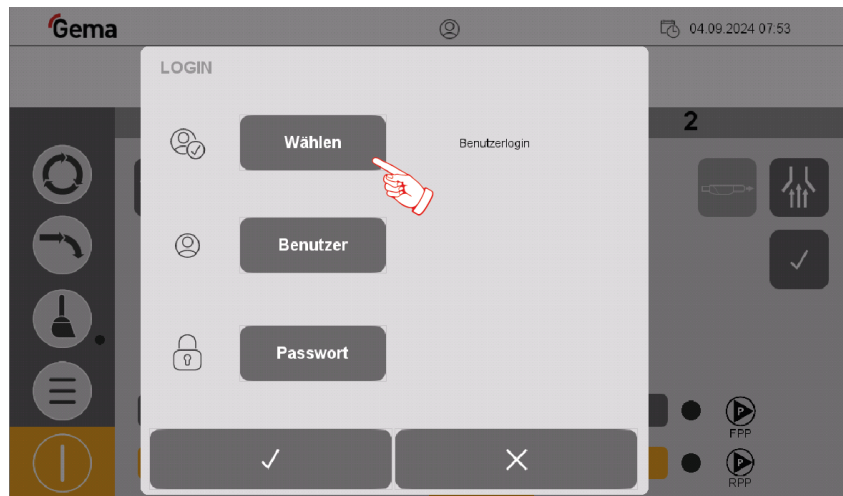 Gema
04.09.2024 07:53
LOGIN
2
Wählen
Benutzerlogin
Benutzer
Passwort
P
FPP
P
RPP